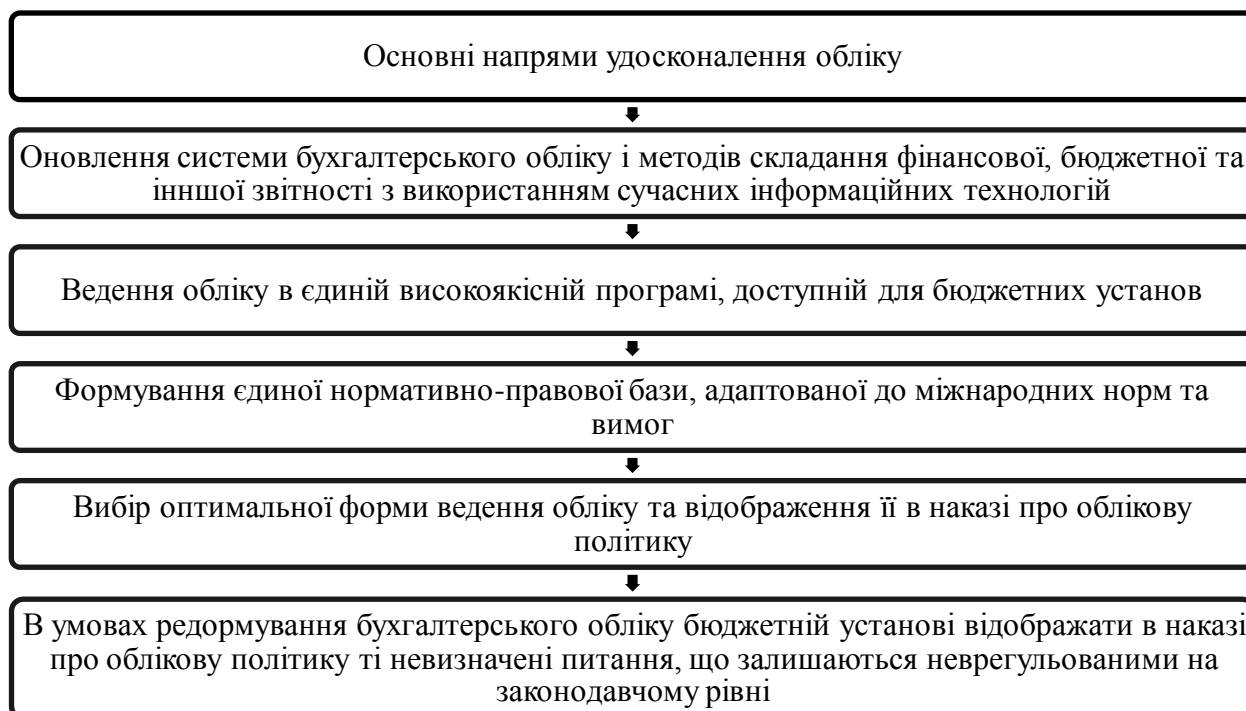 Основні напрями удосконалення обліку
Оновлення системи бухгалтерського обліку і методів складання фінансової, бюджетної та
інншої звітності з використанням сучасних інформаційних технологій
Ведення обліку в єдиній високоякісній програмі, доступній для бюджетних установ
Формування єдиної нормативно-правової бази, адаптованої до міжнародних норм та
вимог
Вибір оптимальної форми ведення обліку та відображення її в наказі про облікову
політику
В умовах редормування бухгалтерського обліку бюджетній установі відображати в наказі
про облікову політику ті невизначені питання, що залишаються неврегульованими на
законодавчому рівні